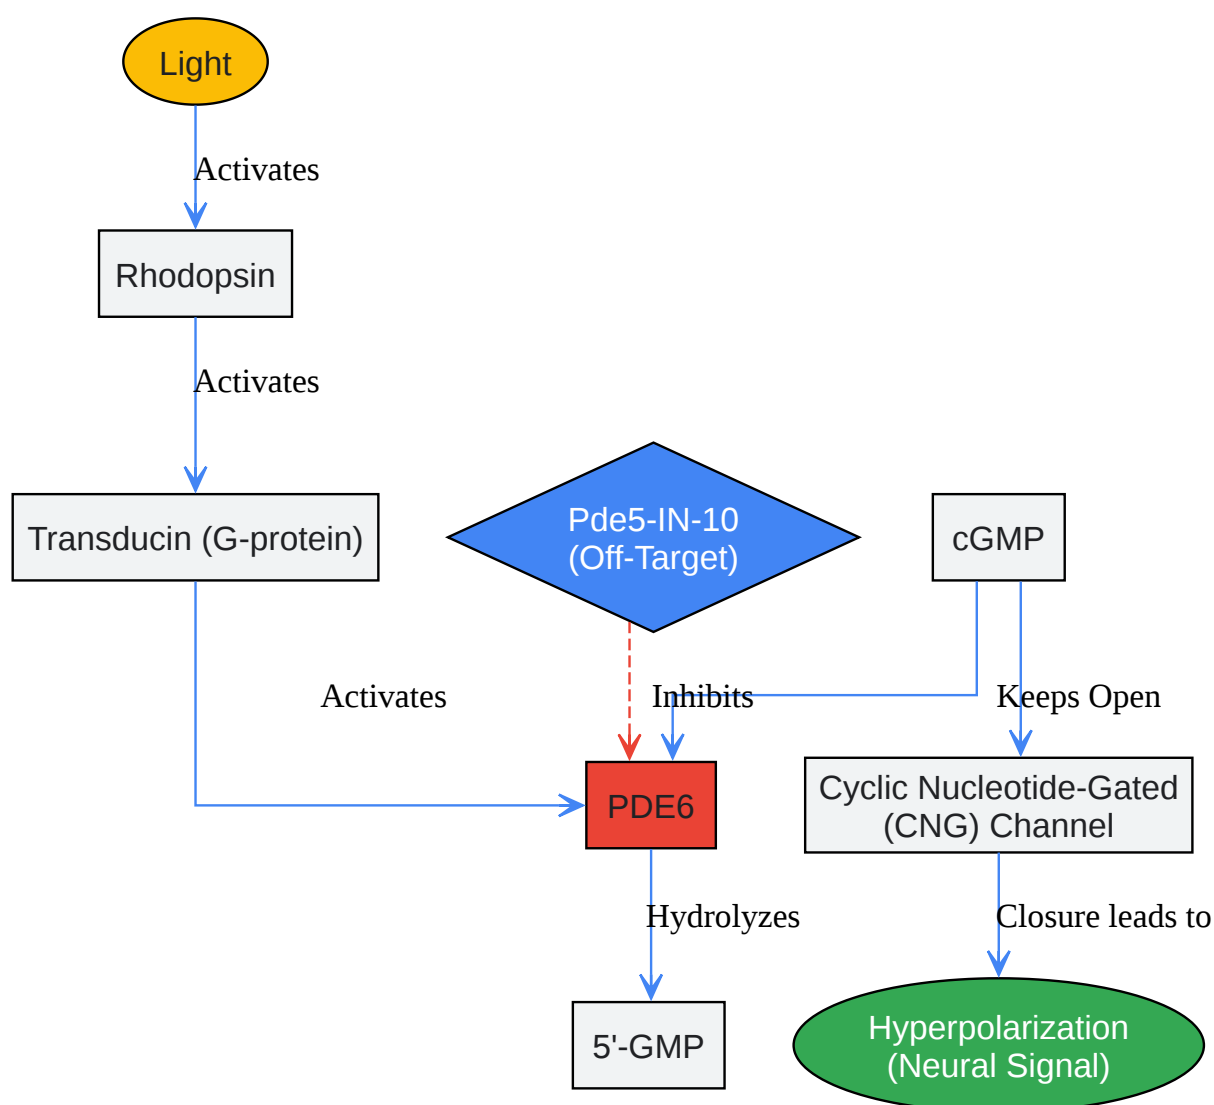 Light
Activates
Rhodopsin
Activates
Transducin (G-protein)
Pde5-IN-10
(Off-Target)
cGMP
Activates
Inhibits
Keeps Open
PDE6
Cyclic Nucleotide-Gated
(CNG) Channel
Hydrolyzes
Closure leads to
5'-GMP
Hyperpolarization
(Neural Signal)